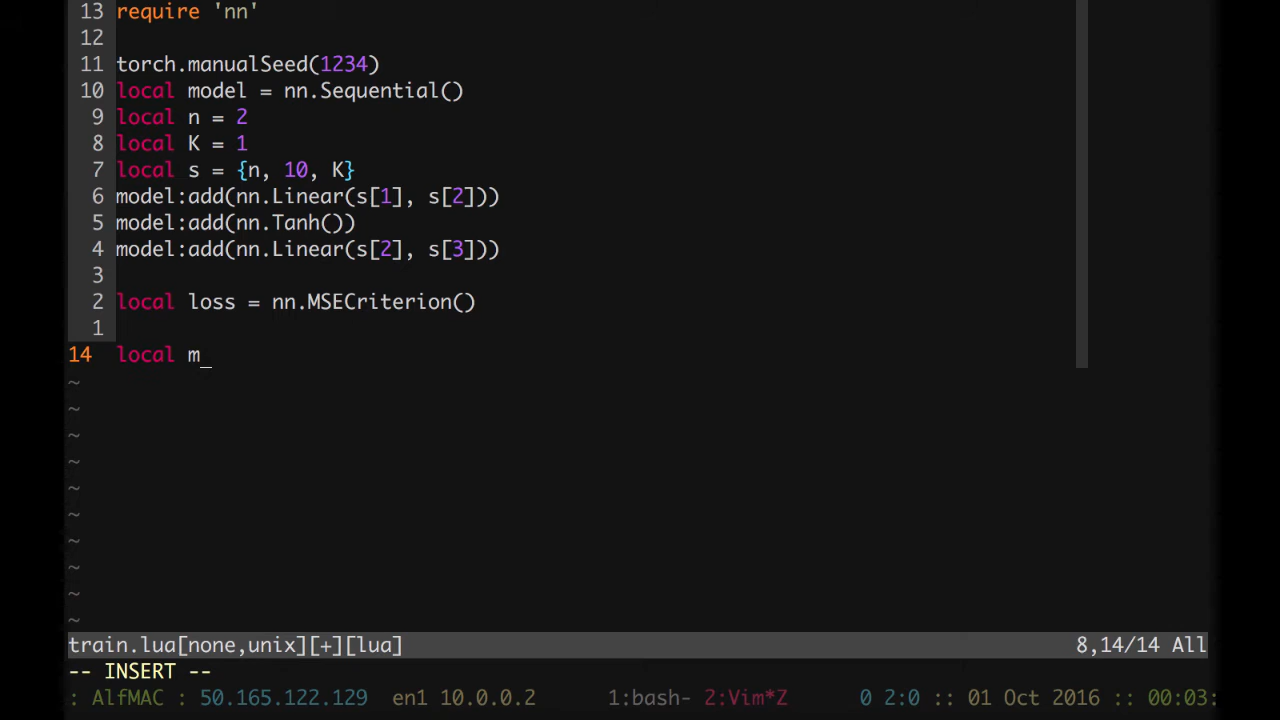 13 require 'nn'
12
11 torch.manualSeed(1234)
10 local model = nn.Sequential()
9 local n = 2
8 local K = 1
7 local s = {n, 10, K}
6 model:add(nn.Linear(s[1], s[2]))
5 model:add(nn.Tanh())
4 model:add(nn.Linear(s[2], s[3]))
3
2 local loss = nn.MSECriterion()
1
14 local m_
~
~
~
~
~
~
~
~
~
~
train.lua[none,unix][+][lua] 8,14/14 All
-- INSERT --
: AlfMAC : 50.165.122.129 en1 10.0.0.2 1:bash- 2:Vim*Z 0 2:0 :: 01 Oct 2016 :: 00:03: